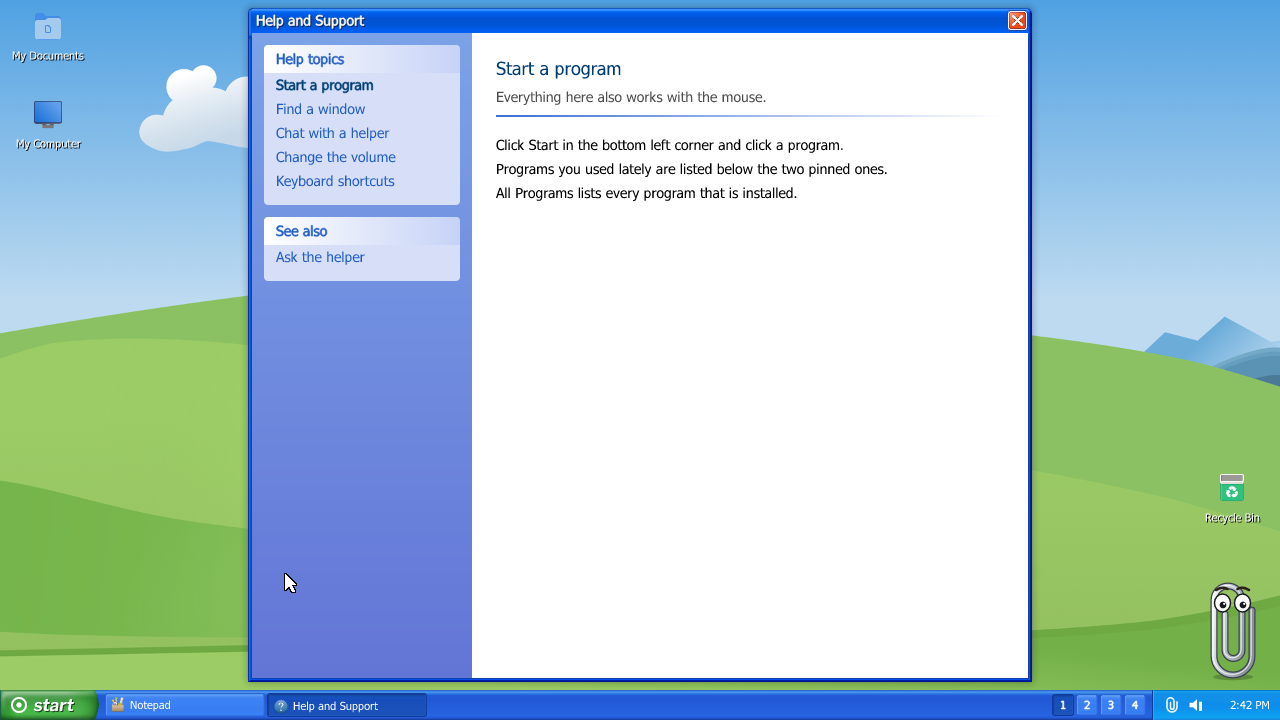 Help and Support
My Documents
My Computer
Help topics
Start a program
Find a window
Chat with a helper
Change the volume
Keyboard shortcuts
See also
Ask the helper
Start a program
Everything here also works with the mouse.
Click Start in the bottom left corner and click a program.
Programs you used lately are listed below the two pinned ones.
All Programs lists every program that is installed.
Recycle Bin
start
Notepad
Help and Support
1 2 3 4
2:42 PM